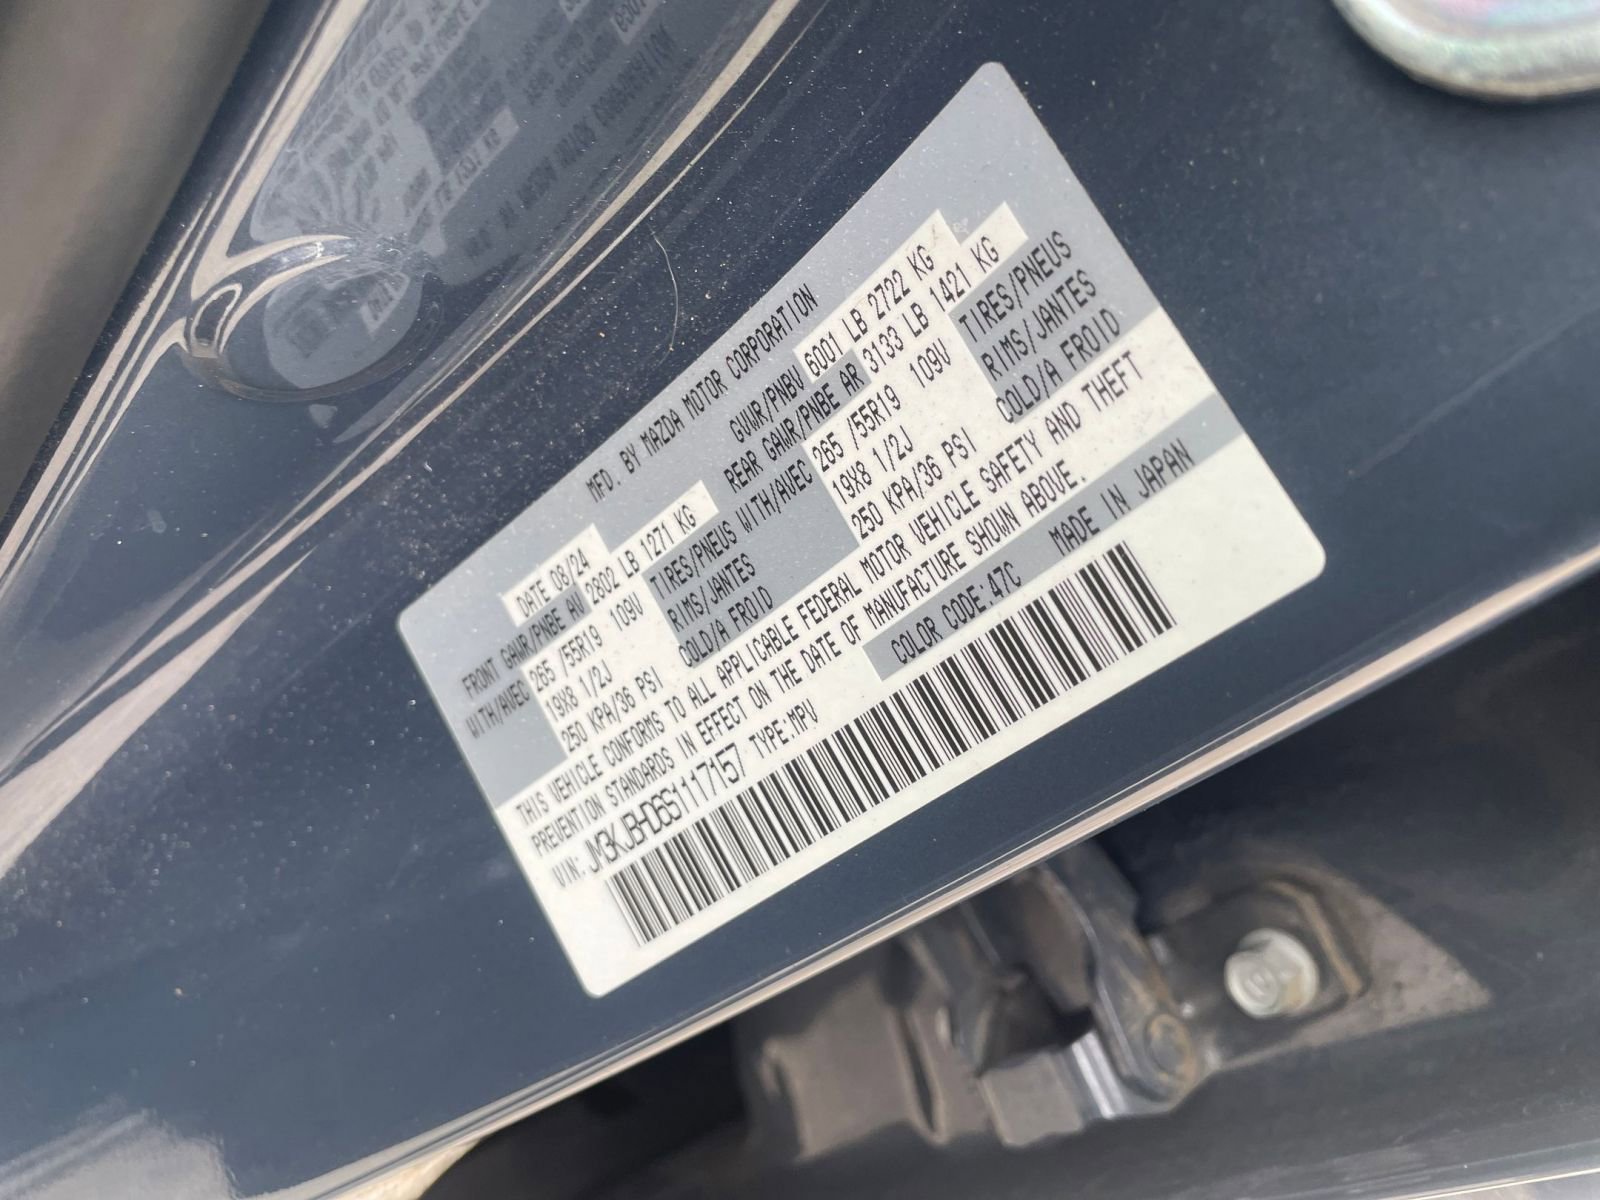 MFD. BY MAZDA MOTOR CORPORATION
DATE 08/24 GVWR/PNBV 6001 LB 2722 KG
FRONT GAWR/PNBE AV 2802 LB 1271 KG REAR GAWR/PNBE AR 3133 LB 1421 KG
WITH/AVEC 265 /55R19 109V TIRES/PNEUS WITH/AVEC 265 /55R19 109V TIRES/PNEUS
19X8 1/2J RIMS/JANTES 19X8 1/2J RIMS/JANTES
250 KPA/36 PSI COLD/A FROID 250 KPA/36 PSI COLD/A FROID
THIS VEHICLE CONFORMS TO ALL APPLICABLE FEDERAL MOTOR VEHICLE SAFETY AND THEFT
PREVENTION STANDARDS IN EFFECT ON THE DATE OF MANUFACTURE SHOWN ABOVE.
VIN: JM3KJBHD6S1117157 TYPE:MPV COLOR CODE:47C MADE IN JAPAN